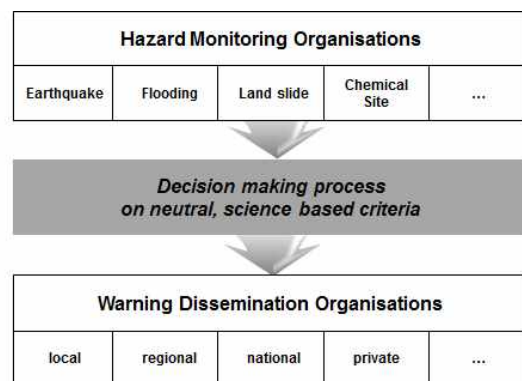 Hazard Monitoring Organisations
Earthquake Flooding Land slide Chemical Site ...
Decision making process
on neutral, science based criteria
Warning Dissemination Organisations
local regional national private ...